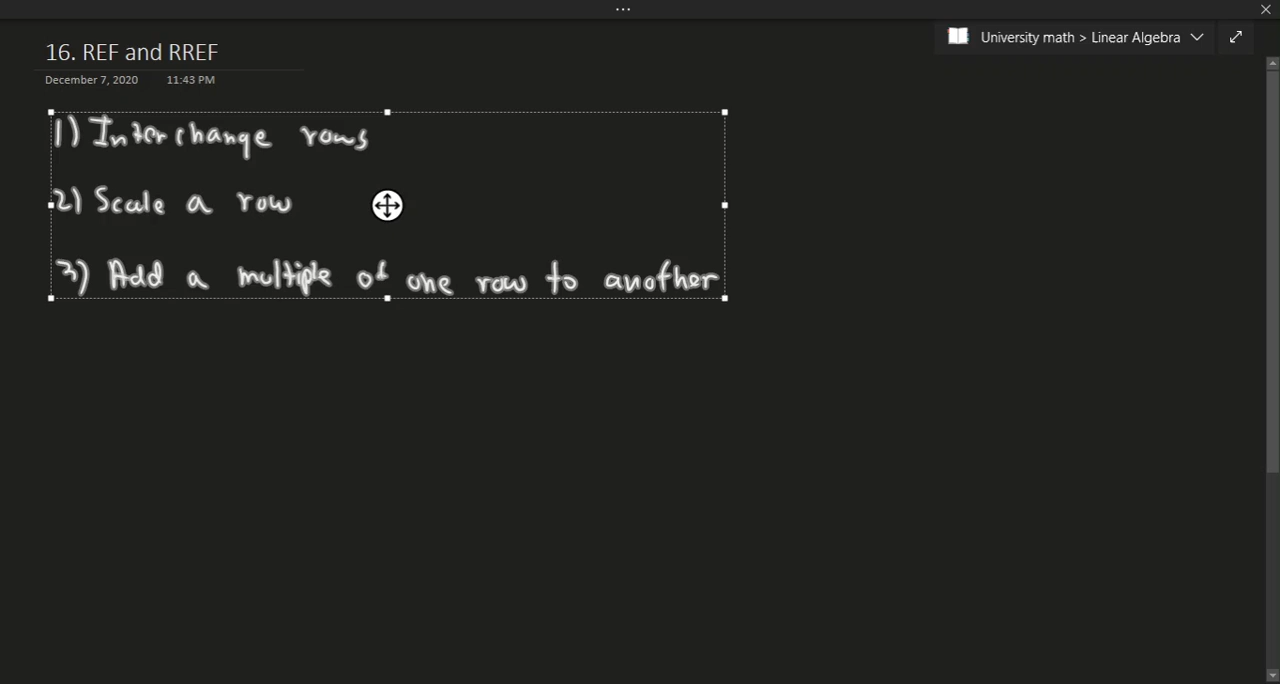 ...
16. REF and RREF
University math > Linear Algebra
December 7, 2020 11:43 PM
1) Interchange rows
2) Scale a row
3) Add a multiple of one row to another